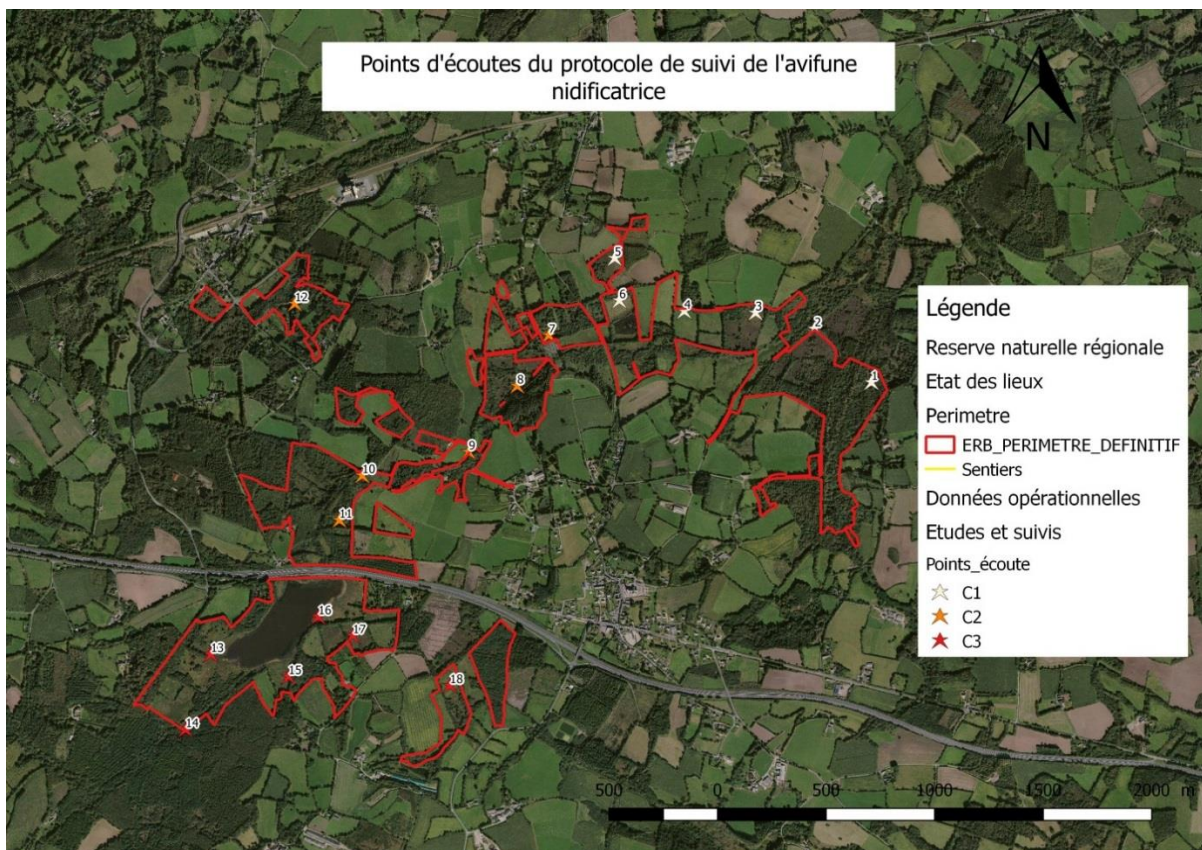 Points d'écoutes du protocole de suivi de l'avifune
nidificatrice
N
5
12
6
4
3
2
7
1
8
9
10
11
16
17
13
15
18
14
Légende
Reserve naturelle régionale
Etat des lieux
Perimetre
ERB_PERIMETRE_DEFINITIF
Sentiers
Données opérationnelles
Etudes et suivis
Points_écoute
C1
C2
C3
500 0 500 1000 1500 2000 m